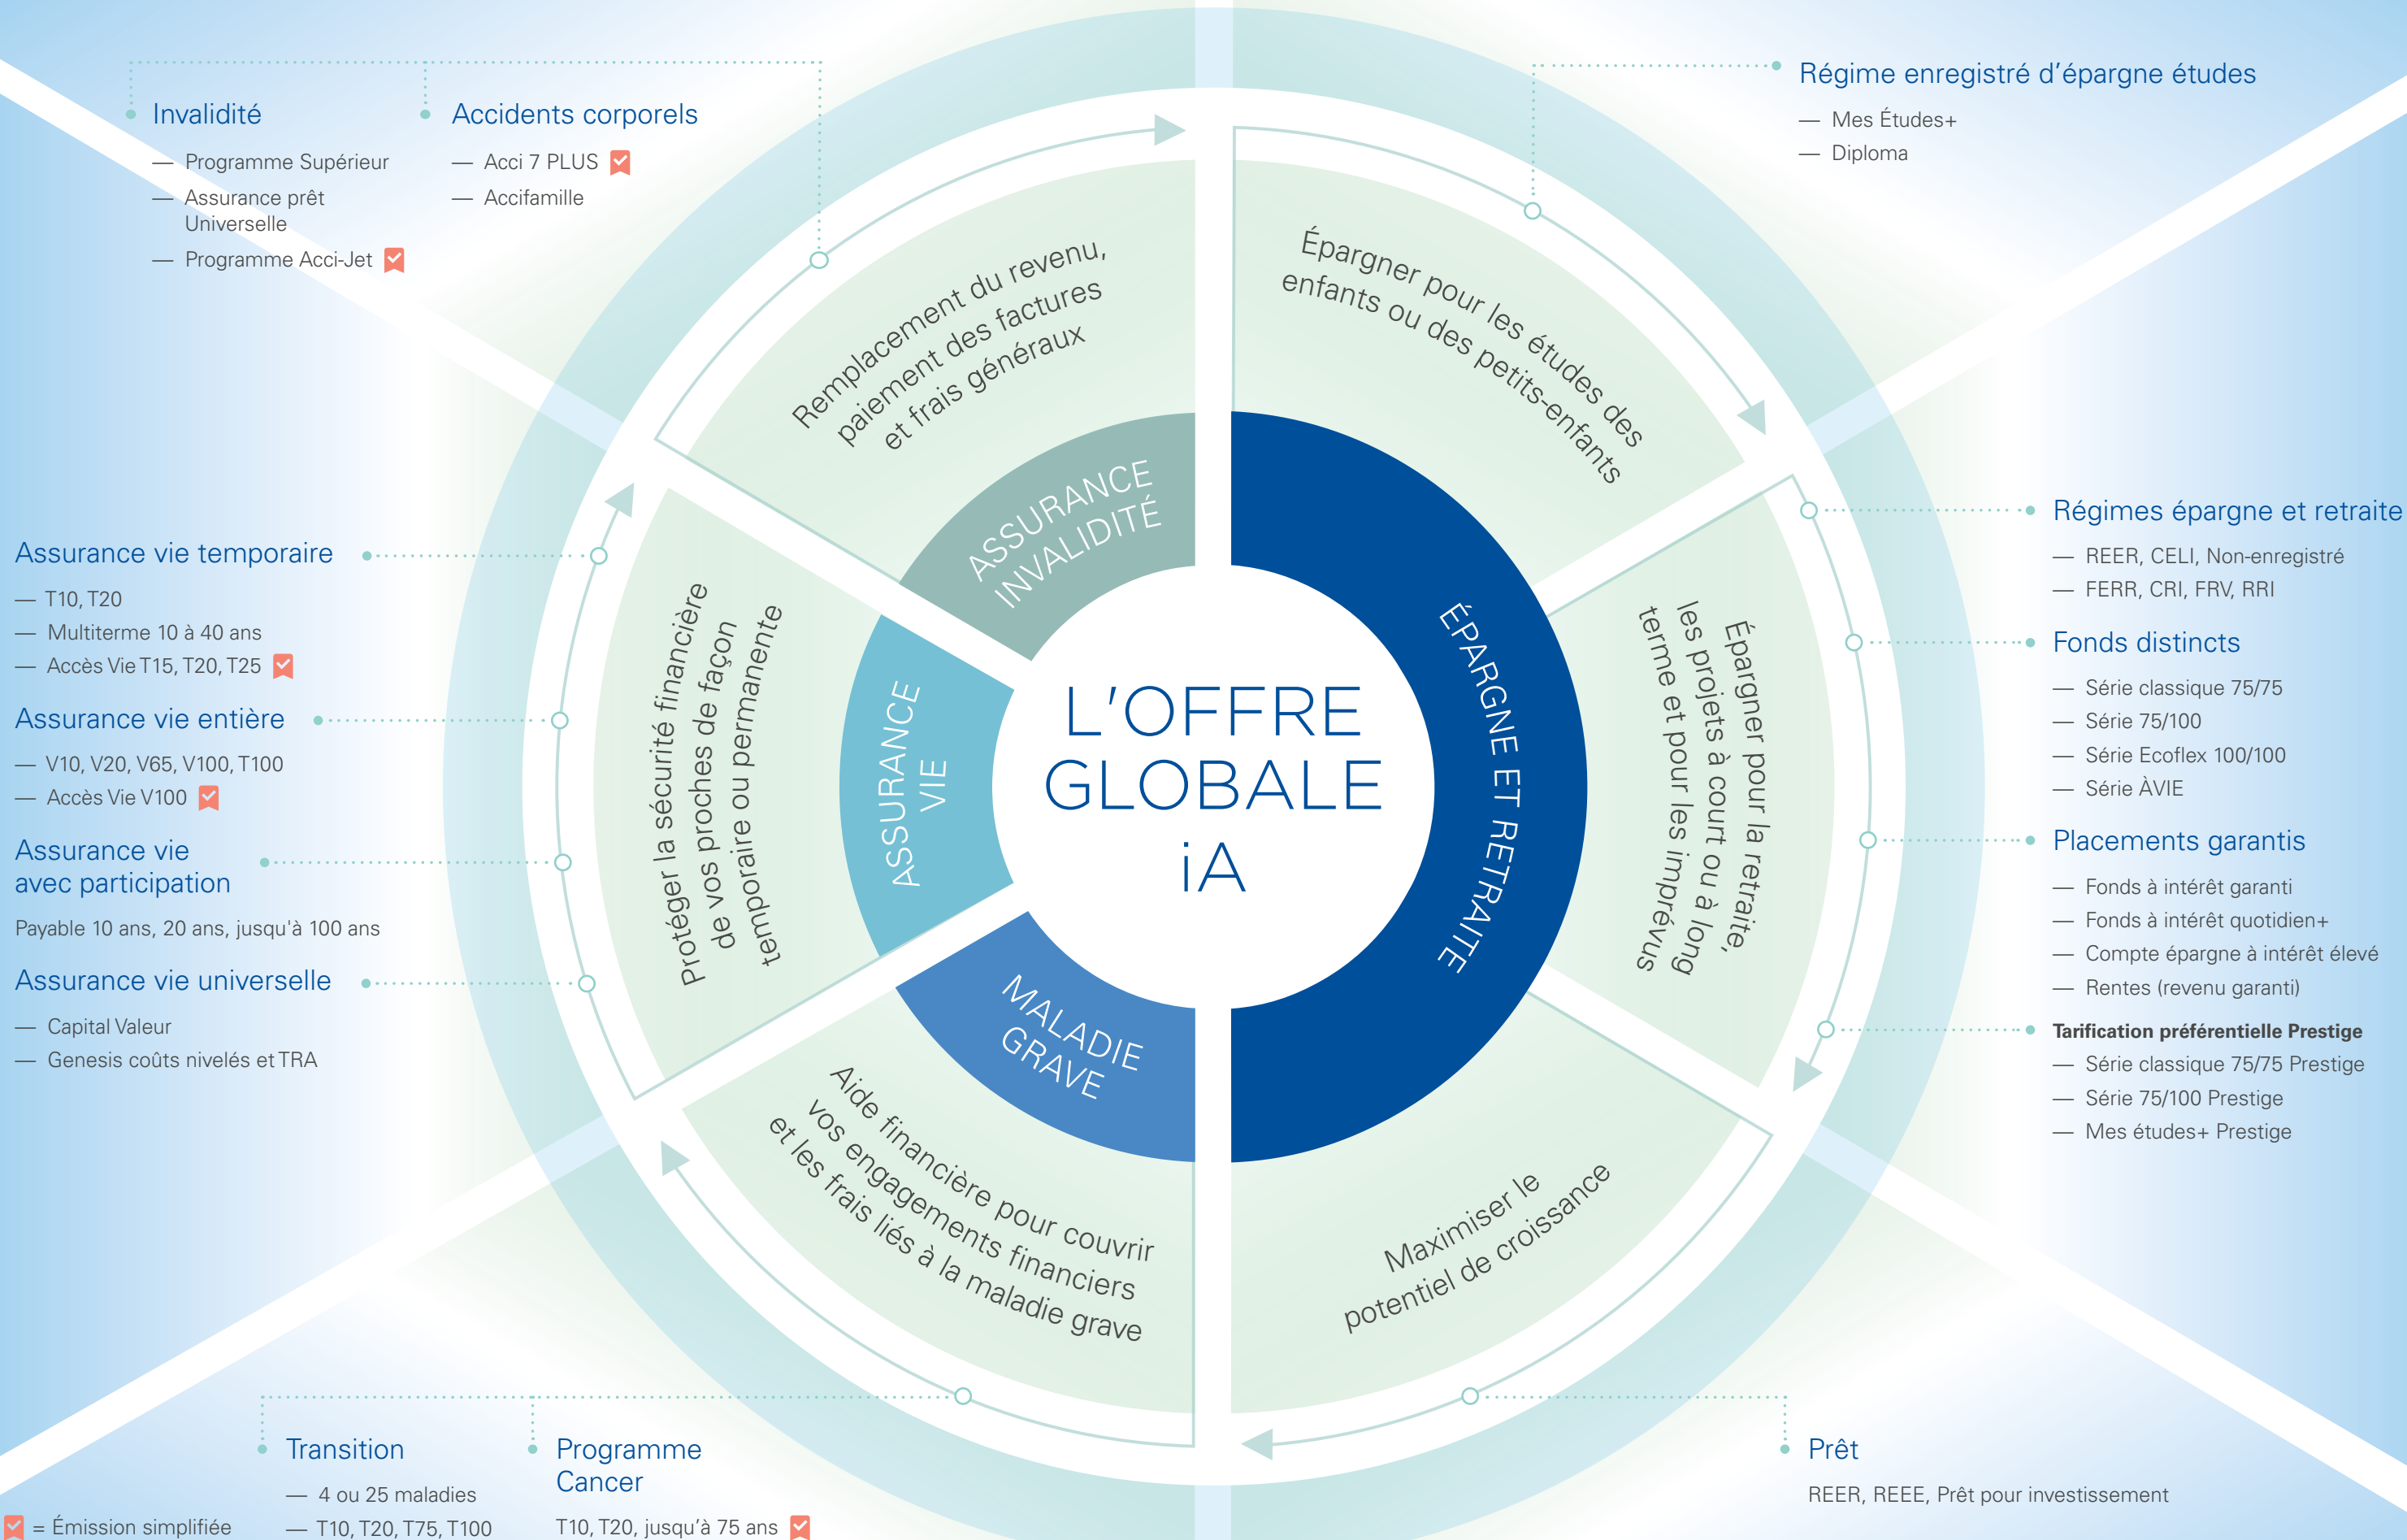 L'OFFRE
GLOBALE
iA
ASSURANCE
INVALIDITÉ
Remplacement du revenu,
paiement des factures
et frais généraux
Invalidité
— Programme Supérieur
— Assurance prêt
Universelle
— Programme Acci-Jet
Accidents corporels
— Acci 7 PLUS
— Accifamille
ÉPARGNE ET RETRAITE
Épargner pour les études des
enfants ou des petits-enfants
Régime enregistré d'épargne études
— Mes Études+
— Diploma
Épargner pour la retraite,
les projets à court ou à long
terme et pour les imprévus
Régimes épargne et retraite
— REER, CELI, Non-enregistré
— FERR, CRI, FRV, RRI
Fonds distincts
— Série classique 75/75
— Série 75/100
— Série Ecoflex 100/100
— Série ÀVIE
Placements garantis
— Fonds à intérêt garanti
— Fonds à intérêt quotidien+
— Compte épargne à intérêt élevé
— Rentes (revenu garanti)
Tarification préférentielle Prestige
— Série classique 75/75 Prestige
— Série 75/100 Prestige
— Mes études+ Prestige
Maximiser le
potentiel de croissance
Prêt
REER, REEE, Prêt pour investissement
MALADIE
GRAVE
Aide financière pour couvrir
vos engagements financiers
et les frais liés à la maladie grave
Transition
— 4 ou 25 maladies
— T10, T20, T75, T100
Programme
Cancer
T10, T20, jusqu'à 75 ans
ASSURANCE
VIE
Protéger la sécurité financière
de vos proches de façon
temporaire ou permanente
Assurance vie temporaire
— T10, T20
— Multiterme 10 à 40 ans
— Accès Vie T15, T20, T25
Assurance vie entière
— V10, V20, V65, V100, T100
— Accès Vie V100
Assurance vie
avec participation
Payable 10 ans, 20 ans, jusqu'à 100 ans
Assurance vie universelle
— Capital Valeur
— Genesis coûts nivelés et TRA
= Émission simplifiée